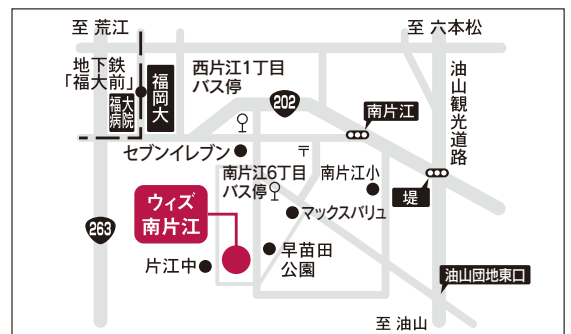 至 荒江
至 六本松
地下鉄
「福大前」
福大
病院
福岡大
西片江1丁目
バス停
202
南片江
油山観光道路
セブンイレブン
〒
南片江6丁目
バス停
南片江小
堤
ウィズ
南片江
マックスバリュ
263
早苗田
公園
片江中
油山団地東口
至 油山